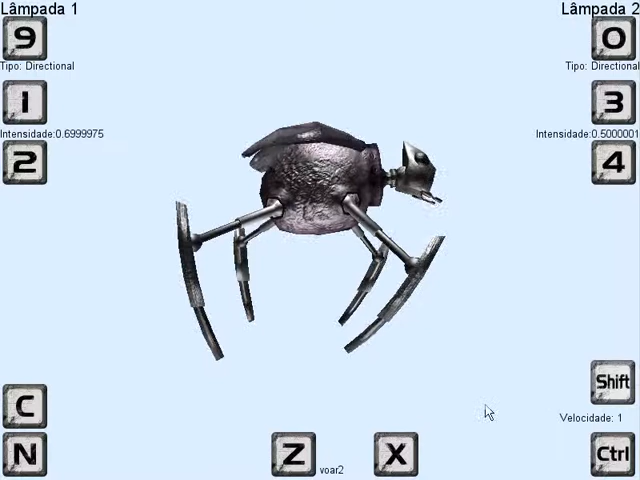 Lâmpada 1
Lâmpada 2
9
0
Tipo: Directional
Tipo: Directional
1
3
Intensidade:0.6999975
Intensidade:0.5000001
2
4
Shift
C
Velocidade: 1
N
Z
voar2
X
Ctrl